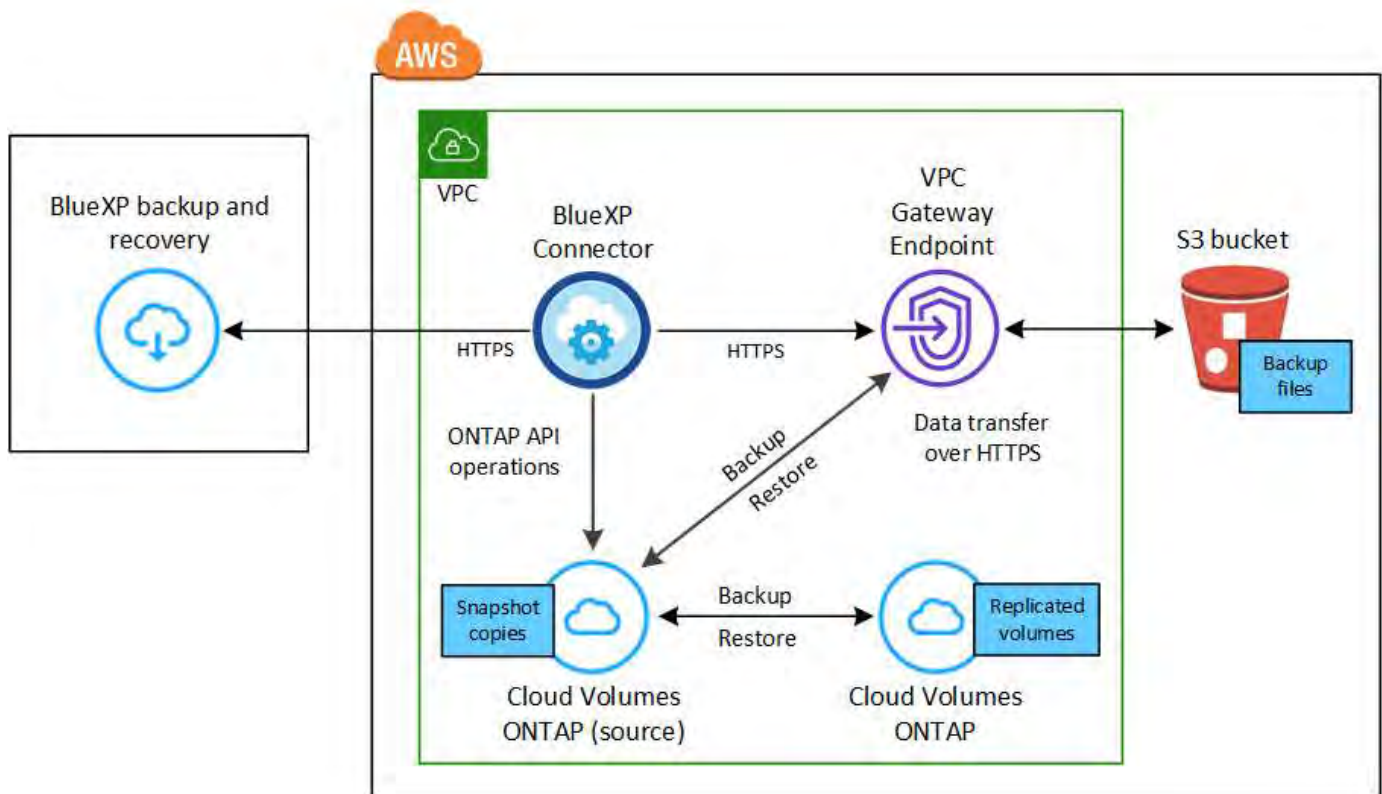 AWS
VPC
BlueXP backup and
recovery
BlueXP
Connector
VPC
Gateway
Endpoint
S3 bucket
Backup
files
HTTPS
HTTPS
ONTAP API
operations
Backup
Restore
Data transfer
over HTTPS
Snapshot
copies
Backup
Restore
Replicated
volumes
Cloud Volumes
ONTAP (source)
Cloud Volumes
ONTAP